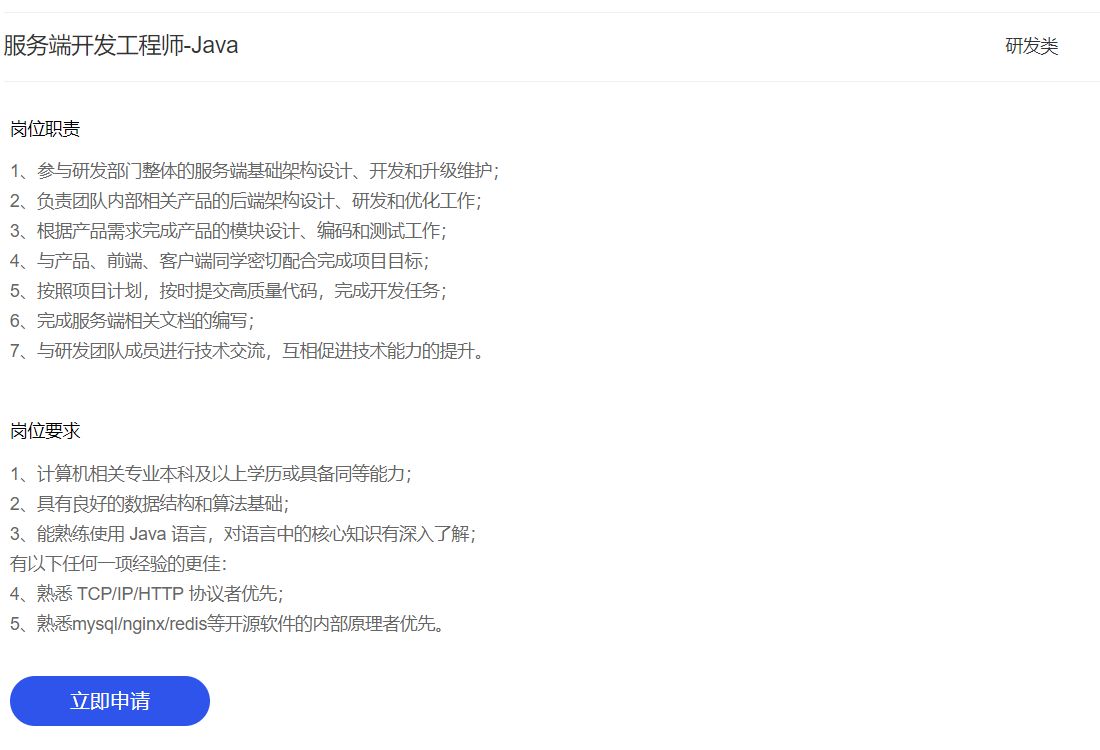 服务端开发工程师-Java
研发类
岗位职责
1、参与研发部门整体的服务端基础架构设计、开发和升级维护；
2、负责团队内部相关产品的后端架构设计、研发和优化工作；
3、根据产品需求完成产品的模块设计、编码和测试工作；
4、与产品、前端、客户端同学密切配合完成项目目标；
5、按照项目计划，按时提交高质量代码，完成开发任务；
6、完成服务端相关文档的编写；
7、与研发团队成员进行技术交流，互相促进技术能力的提升。
岗位要求
1、计算机相关专业本科及以上学历或具备同等能力；
2、具有良好的数据结构和算法基础；
3、能熟练使用 Java 语言，对语言中的核心知识有深入了解；
有以下任何一项经验的更佳：
4、熟悉 TCP/IP/HTTP 协议者优先；
5、熟悉mysql/nginx/redis等开源软件的内部原理者优先。
立即申请